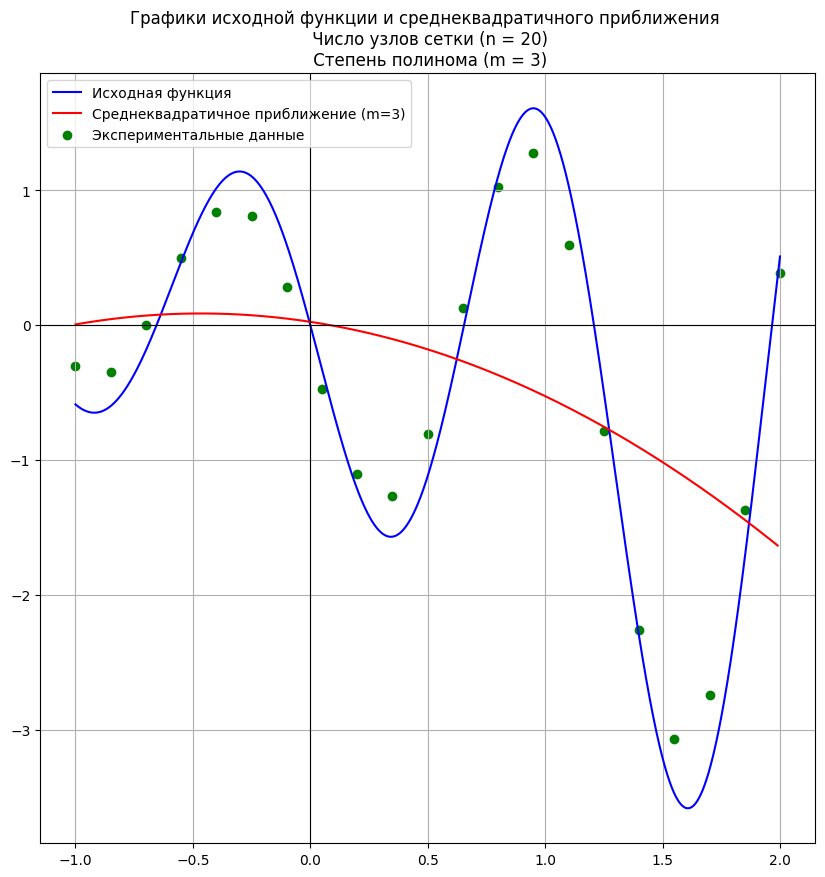 Графики исходной функции и среднеквадратичного приближения
Число узлов сетки (n = 20)
Степень полинома (m = 3)
Исходная функция
Среднеквадратичное приближение (m=3)
Экспериментальные данные
1
0
−1
−2
−3
−1.0 −0.5 0.0 0.5 1.0 1.5 2.0